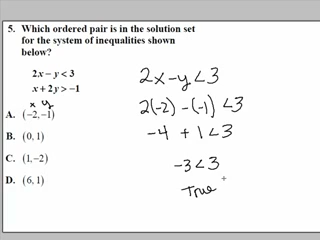 5. Which ordered pair is in the solution set
for the system of inequalities shown
below?
2x − y < 3
x + 2y > −1
x y
A. (−2, −1)
B. (0, 1)
C. (1, −2)
D. (6, 1)
2x − y < 3
2(−2) − (−1) < 3
−4 + 1 < 3
−3 < 3
True